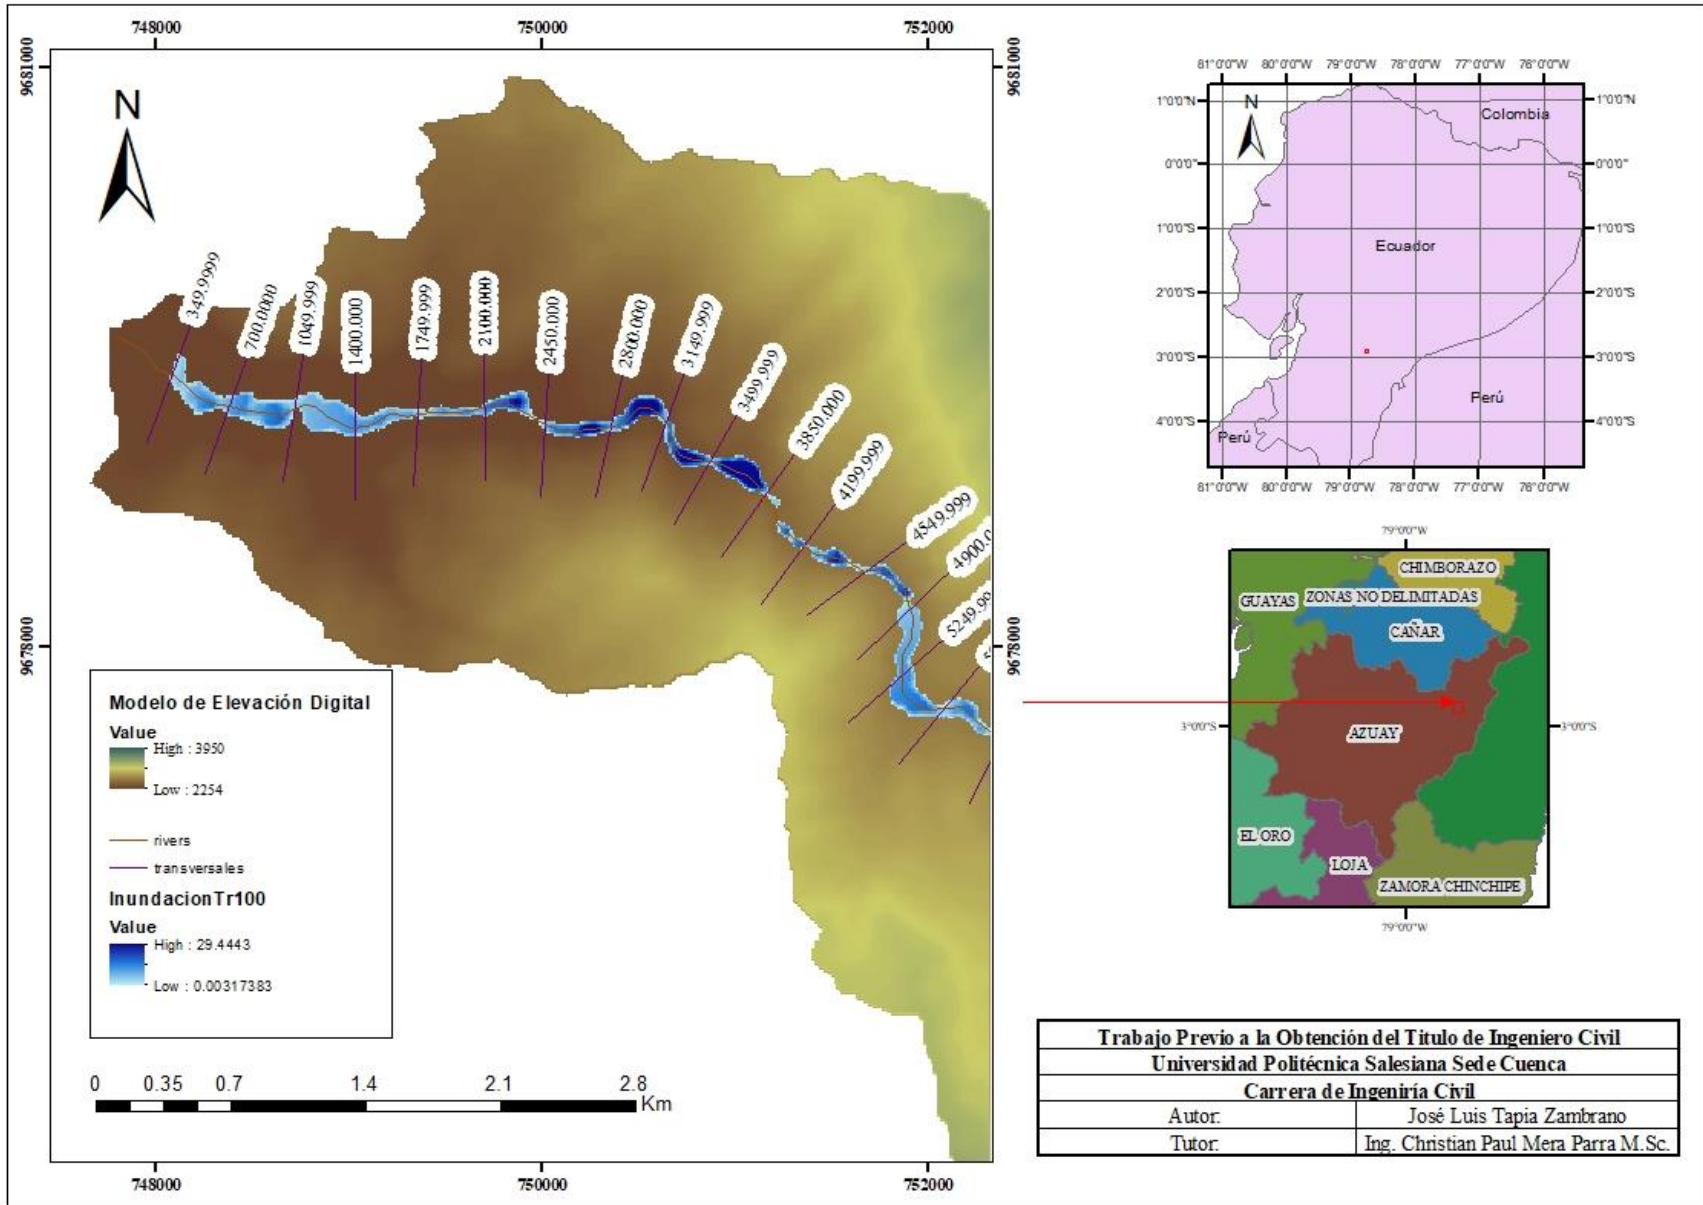 748000
750000
752000
9681000
9681000
N
349.9999
700.000
1049.999
1400.000
1749.999
2100.000
2450.000
2800.000
3149.999
3499.999
3850.000
4199.999
4549.999
4900.0
5249.99
9678000
9678000
Modelo de Elevación Digital
Value
High : 3950
Low : 2254
rivers
transversales
InundacionTr100
Value
High : 29.4443
Low : 0.00317383
0 0.35 0.7 1.4 2.1 2.8
Km
748000
750000
752000
81°0'0"W 80°0'0"W 79°0'0"W 78°0'0"W 77°0'0"W 76°0'0"W
N
1°0'0"N 1°0'0"N
Colombia
0°0'0" 0°0'0"
1°0'0"S 1°0'0"S
Ecuador
2°0'0"S 2°0'0"S
3°0'0"S 3°0'0"S
Perú
4°0'0"S 4°0'0"S
Perú
81°0'0"W 80°0'0"W 79°0'0"W 78°0'0"W 77°0'0"W 76°0'0"W
79°0'0"W
CHIMBORAZO
GUAYAS
ZONAS NO DELIMITADAS
CAÑAR
3°0'0"S 3°0'0"S
AZUAY
EL ORO
LOJA
ZAMORA CHINCHIPE
79°0'0"W
Trabajo Previo a la Obtención del Titulo de Ingeniero Civil
Universidad Politécnica Salesiana Sede Cuenca
Carrera de Ingeniría Civil
Autor: José Luis Tapia Zambrano
Tutor: Ing. Christian Paul Mera Parra M.Sc.